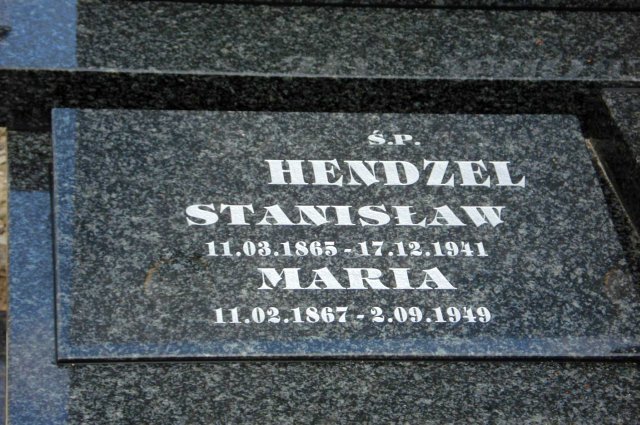 Ś.P.
HENDZEL
STANISŁAW
11.03.1865 - 17.12.1941
MARIA
11.02.1867 - 2.09.1949